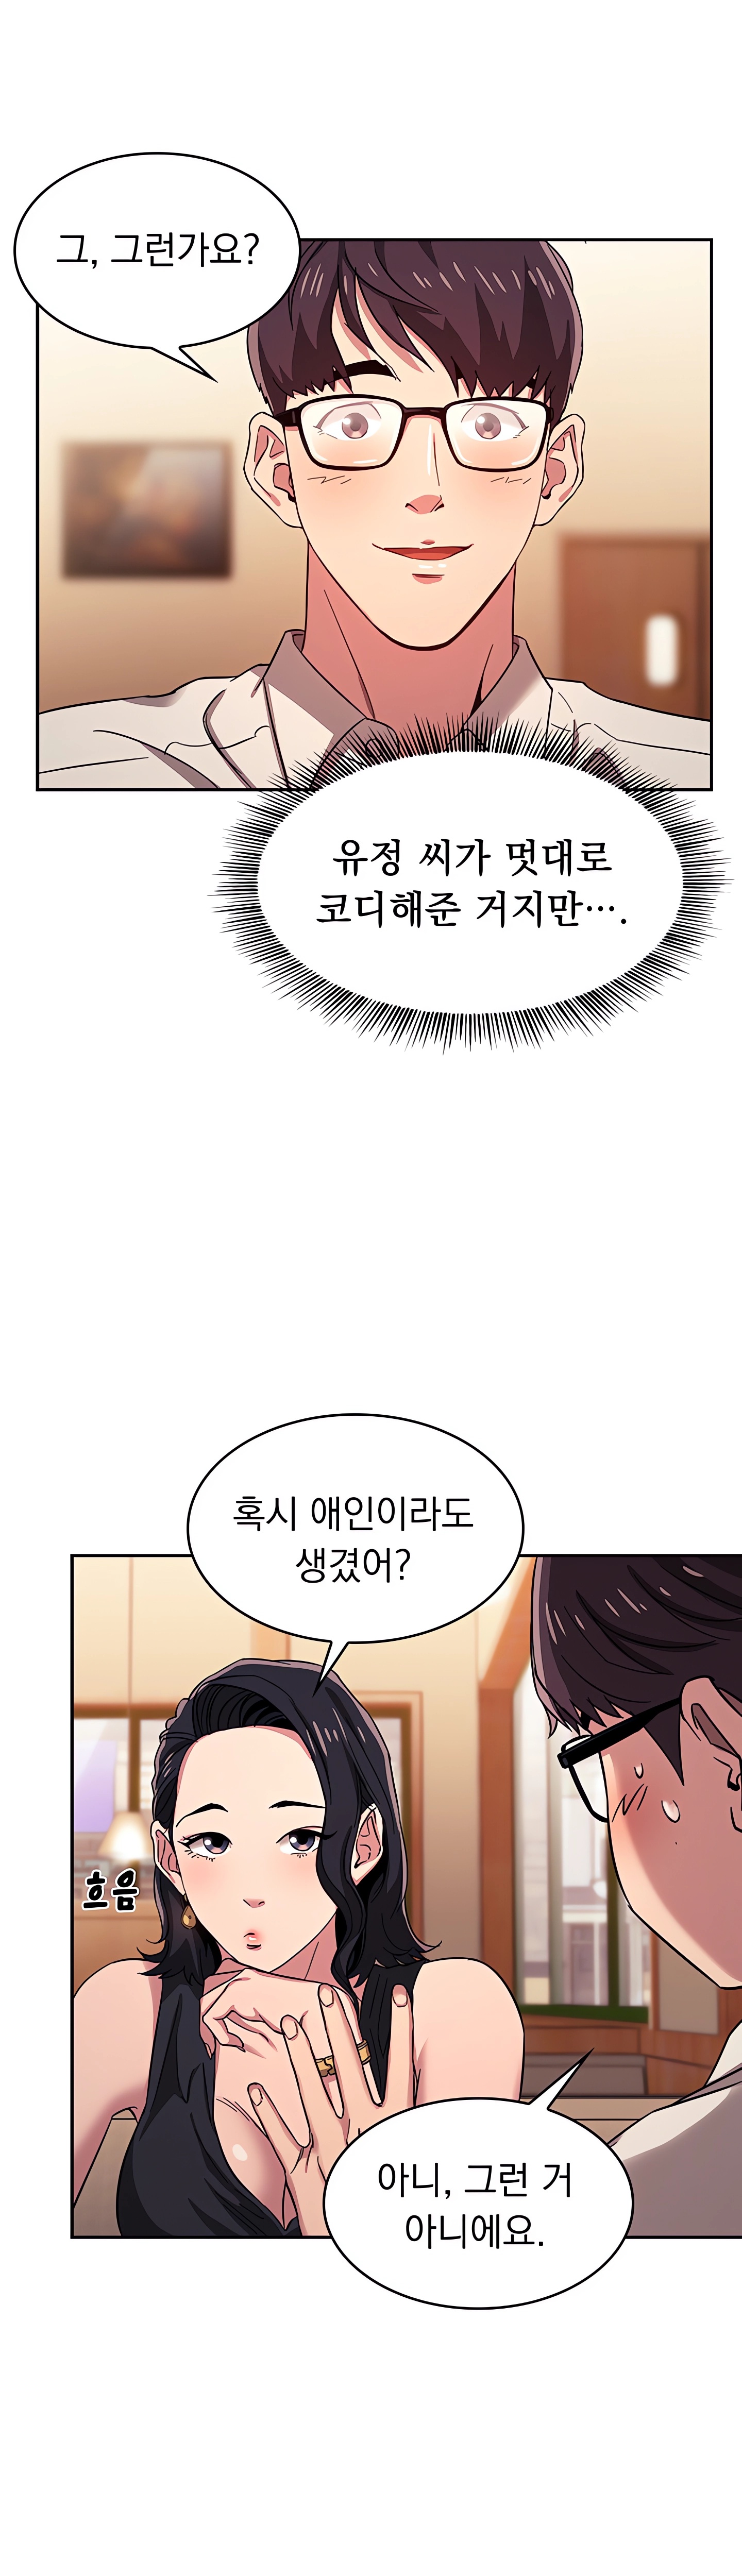 그, 그런가요?
유정 씨가 멋대로
코디해준 거지만….
혹시 애인이라도
생겼어?
흐음
아니, 그런 거
아니에요.